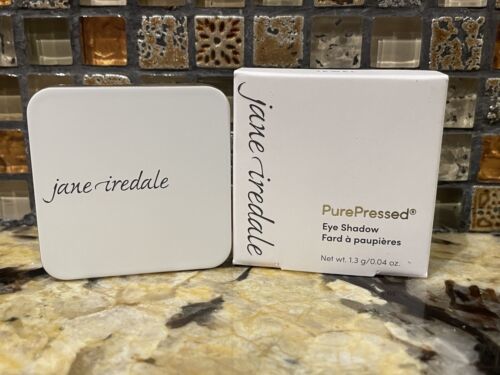 jane iredale
jane iredale
PurePressed®
Eye Shadow
Fard à paupières
Net wt. 1.3 g/0.04 oz.